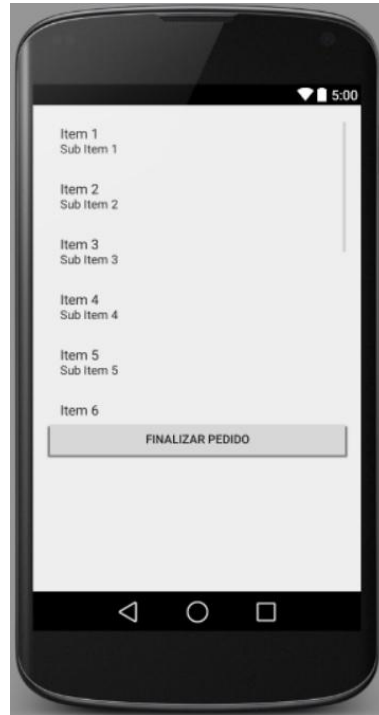 5:00
Item 1
Sub Item 1
Item 2
Sub Item 2
Item 3
Sub Item 3
Item 4
Sub Item 4
Item 5
Sub Item 5
Item 6
FINALIZAR PEDIDO